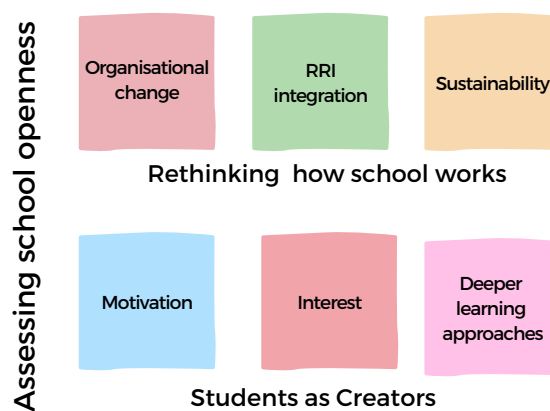 Assessing school openness
Organisational
change
RRI
integration
Sustainability
Rethinking how school works
Motivation
Interest
Deeper
learning
approaches
Students as Creators